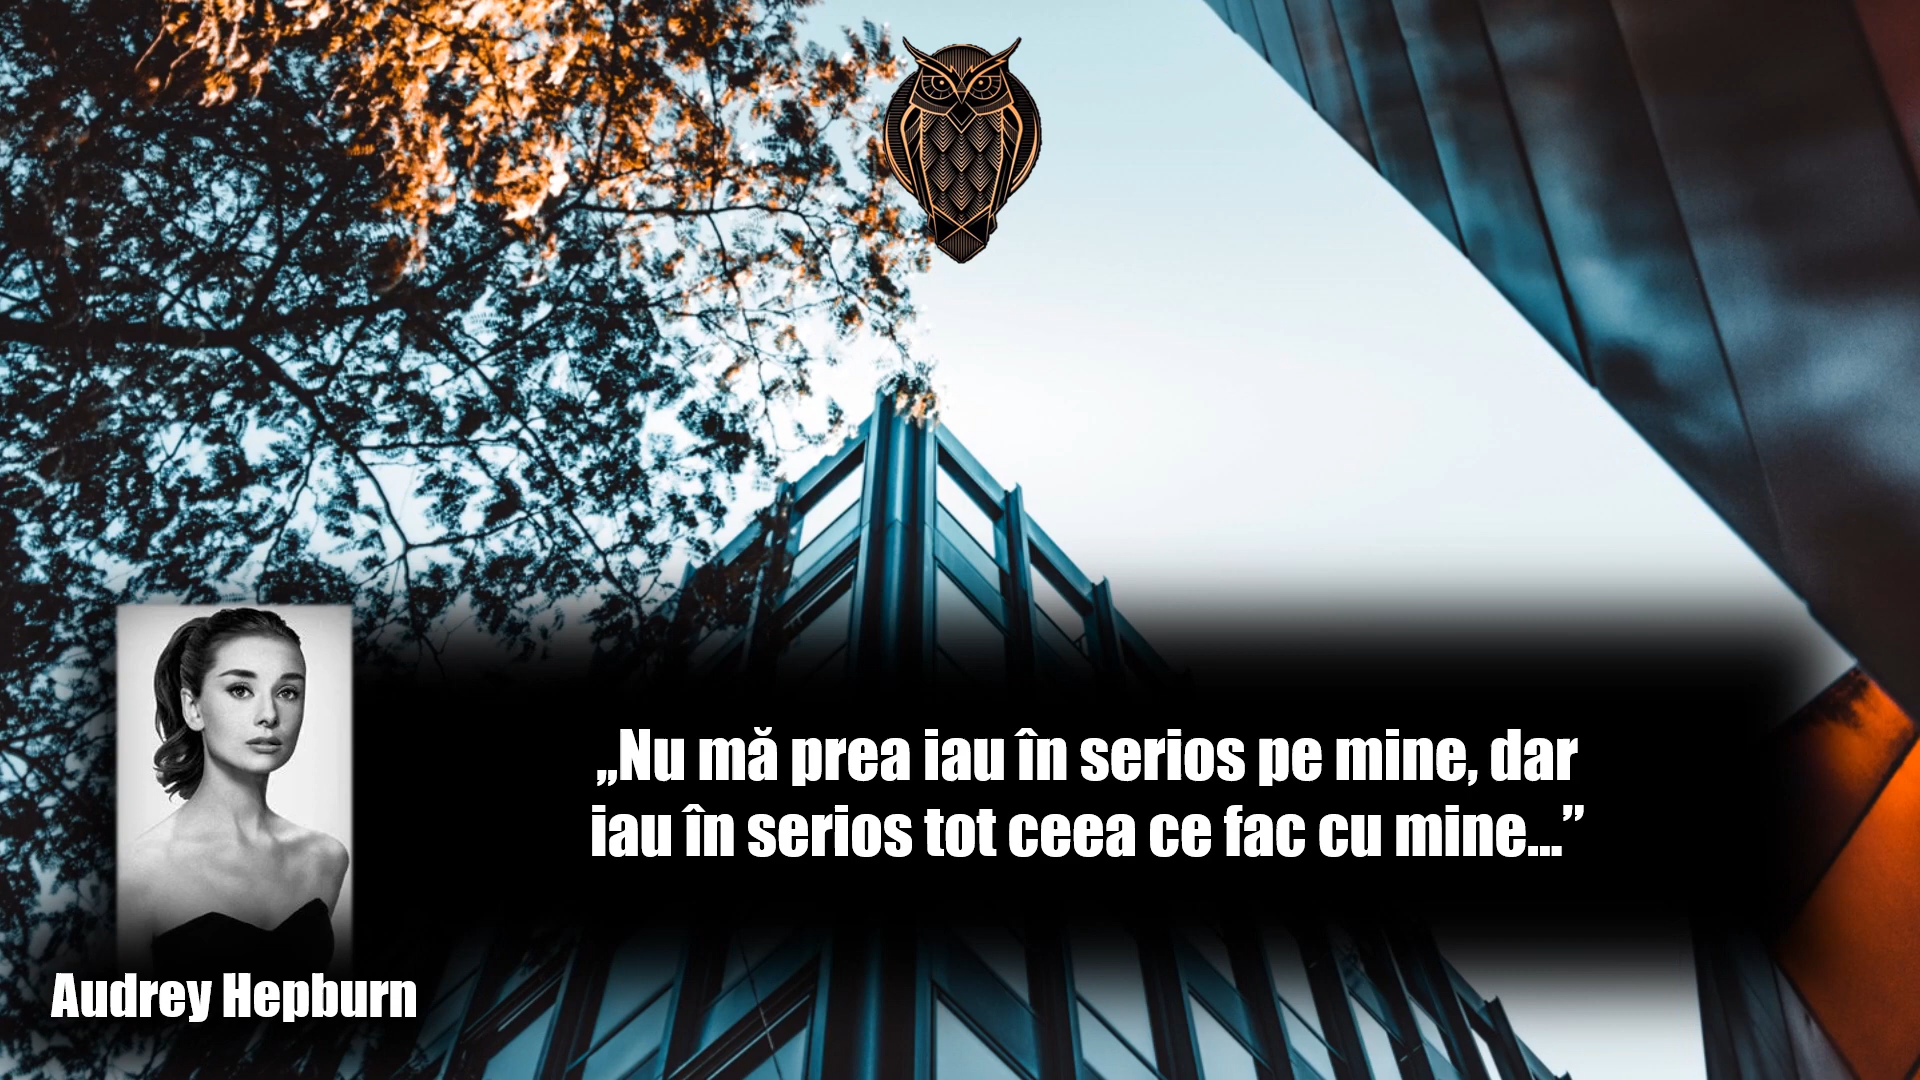 „Nu mă prea iau în serios pe mine, dar
iau în serios tot ceea ce fac cu mine...”
Audrey Hepburn